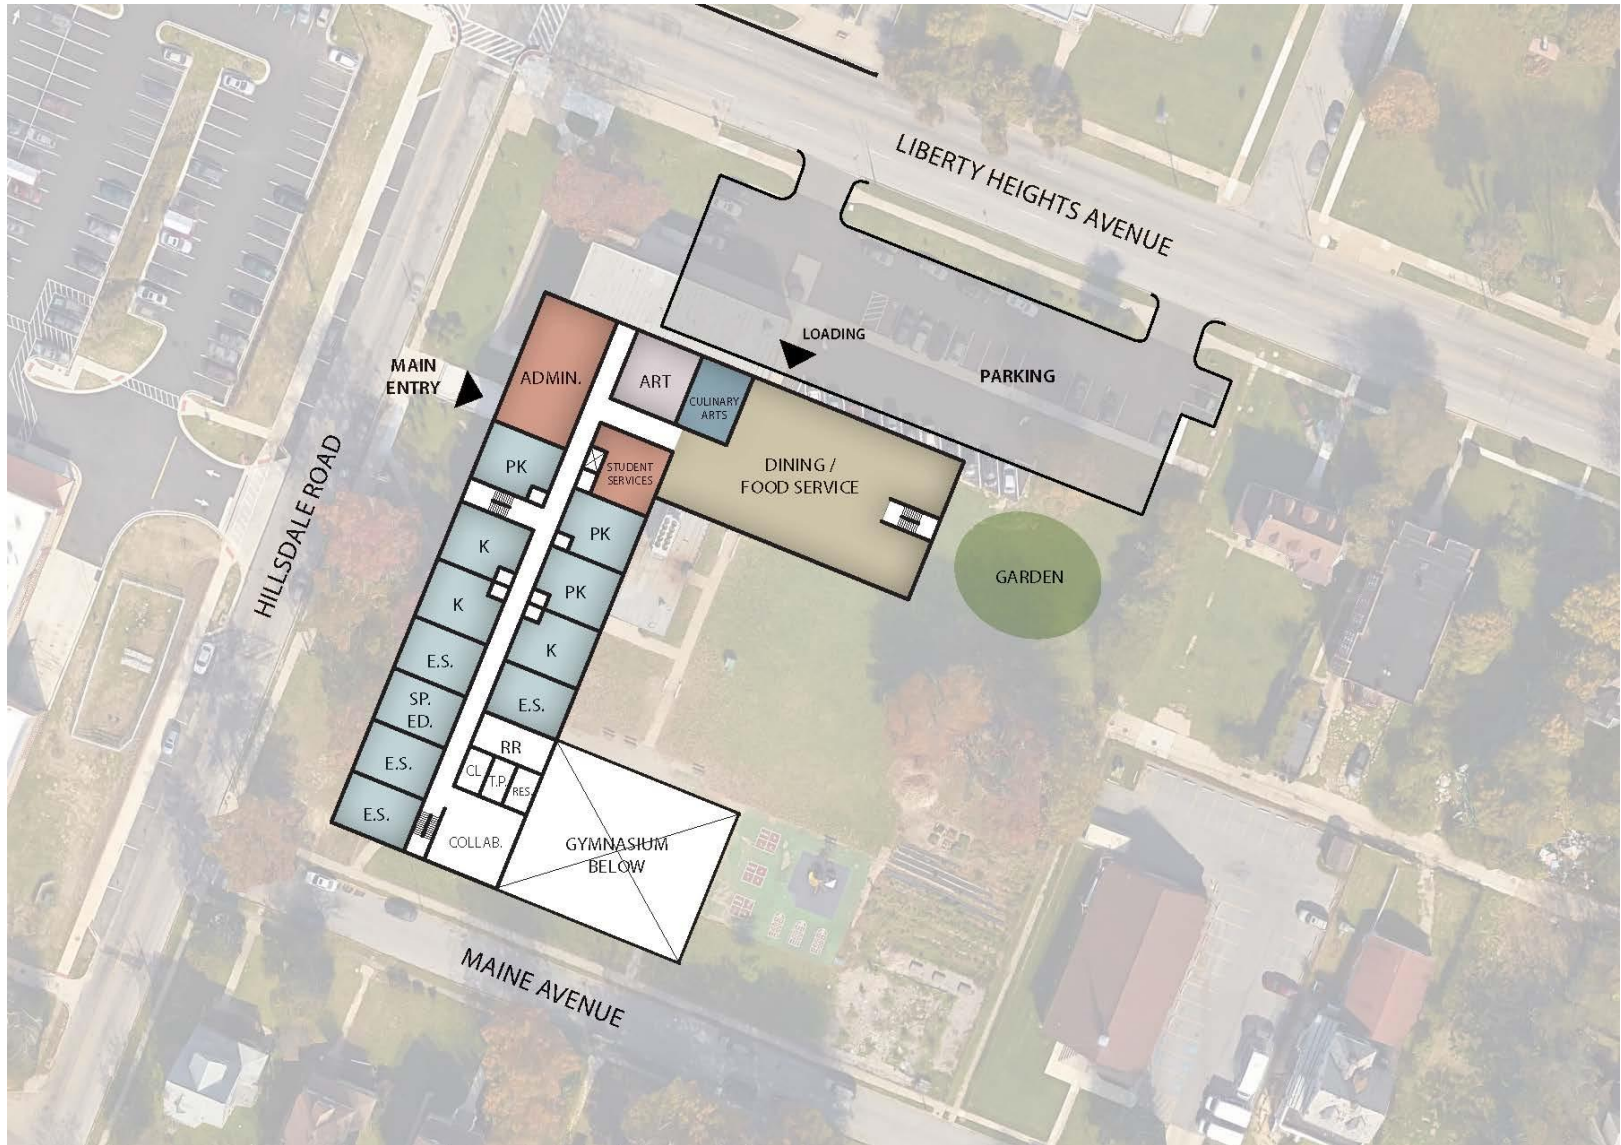 LIBERTY HEIGHTS AVENUE
LOADING
MAIN
ENTRY
PARKING
ADMIN.
ART
CULINARY
ARTS
PK
STUDENT
SERVICES
DINING /
FOOD SERVICE
HILLSDALE ROAD
K
PK
GARDEN
K
PK
E.S.
K
SP.
ED.
E.S.
E.S.
RR
CL
T.P.
RES.
E.S.
COLLAB.
GYMNASIUM
BELOW
MAINE AVENUE